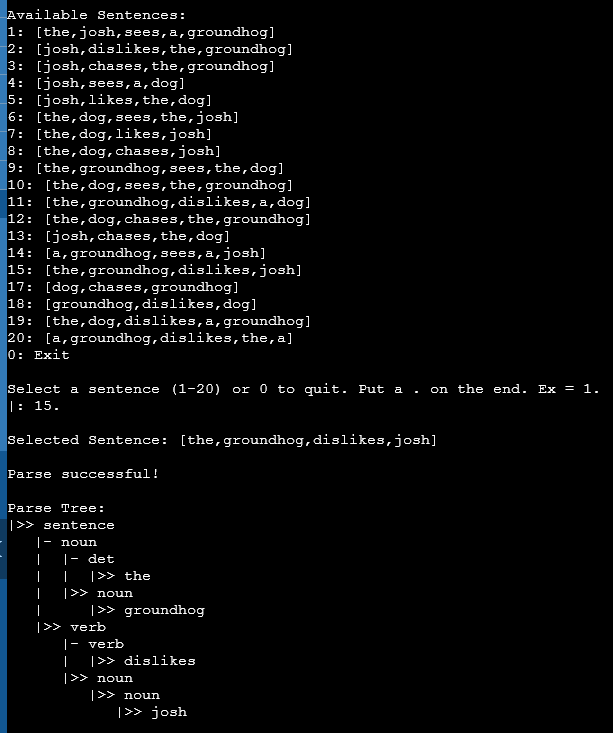 Available Sentences:
1: [the,josh,sees,a,groundhog]
2: [josh,dislikes,the,groundhog]
3: [josh,chases,the,groundhog]
4: [josh,sees,a,dog]
5: [josh,likes,the,dog]
6: [the,dog,sees,the,josh]
7: [the,dog,likes,josh]
8: [the,dog,chases,josh]
9: [the,groundhog,sees,the,dog]
10: [the,dog,sees,the,groundhog]
11: [the,groundhog,dislikes,a,dog]
12: [the,dog,chases,the,groundhog]
13: [josh,chases,the,dog]
14: [a,groundhog,sees,a,josh]
15: [the,groundhog,dislikes,josh]
17: [dog,chases,groundhog]
18: [groundhog,dislikes,dog]
19: [the,dog,dislikes,a,groundhog]
20: [a,groundhog,dislikes,the,a]
0: Exit

Select a sentence (1-20) or 0 to quit. Put a . on the end. Ex = 1.
|: 15.

Selected Sentence: [the,groundhog,dislikes,josh]

Parse successful!

Parse Tree:
|>> sentence
   |- noun
   |  |- det
   |  |  |>> the
   |  |>> noun
   |     |>> groundhog
   |>> verb
      |- verb
      |  |>> dislikes
      |>> noun
         |>> noun
            |>> josh